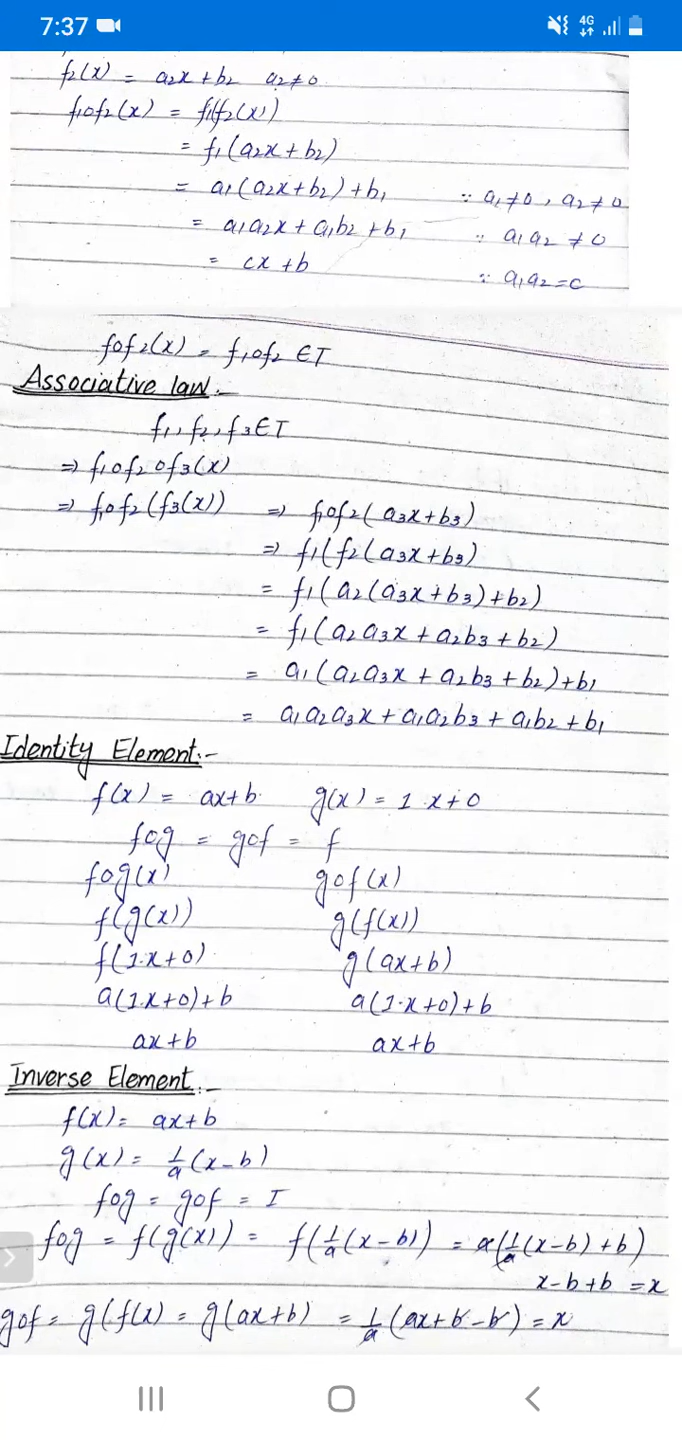 7:37
4G
f₂(x) = a₂x + b₂ a₂≠0
f₁of₂(x) = f₁(f₂(x))
= f₁(a₂x + b₂)
= a₁(a₂x+b₂)+b₁ ∵ a₁≠0, a₂≠0
= a₁a₂x + a₁b₂ + b₁ ∵ a₁a₂ ≠0
= cx + b ∵ a₁a₂=c
fof₂(x) = f₁of₂ ∈T
Associative law:-
f₁, f₂, f₃∈T
⇒ f₁of₂of₃(x)
⇒ f₁of₂(f₃(x)) ⇒ f₁of₂(a₃x+b₃)
⇒ f₁(f₂(a₃x+b₃)
= f₁(a₂(a₃x+b₃)+b₂)
= f₁(a₂a₃x + a₂b₃ + b₂)
= a₁(a₂a₃x + a₂b₃ + b₂)+b₁
= a₁a₂a₃x + a₁a₂b₃ + a₁b₂ + b₁
Identity Element:-
f(x) = ax+b g(x) = 1·x+0
fog = gof = f
fog(x) gof(x)
f(g(x)) g(f(x))
f(1·x+0) g(ax+b)
a(1·x+0)+b a(1·x+0)+b
ax+b ax+b
Inverse Element:-
f(x)= ax+b
g(x)= 1/a (x-b)
fog = gof = I
fog = f(g(x)) = f(1/a(x-b)) = a(1/a(x-b)+b)
x-b+b = x
gof = g(f(x) = g(ax+b) = 1/a (ax+b-b) = x